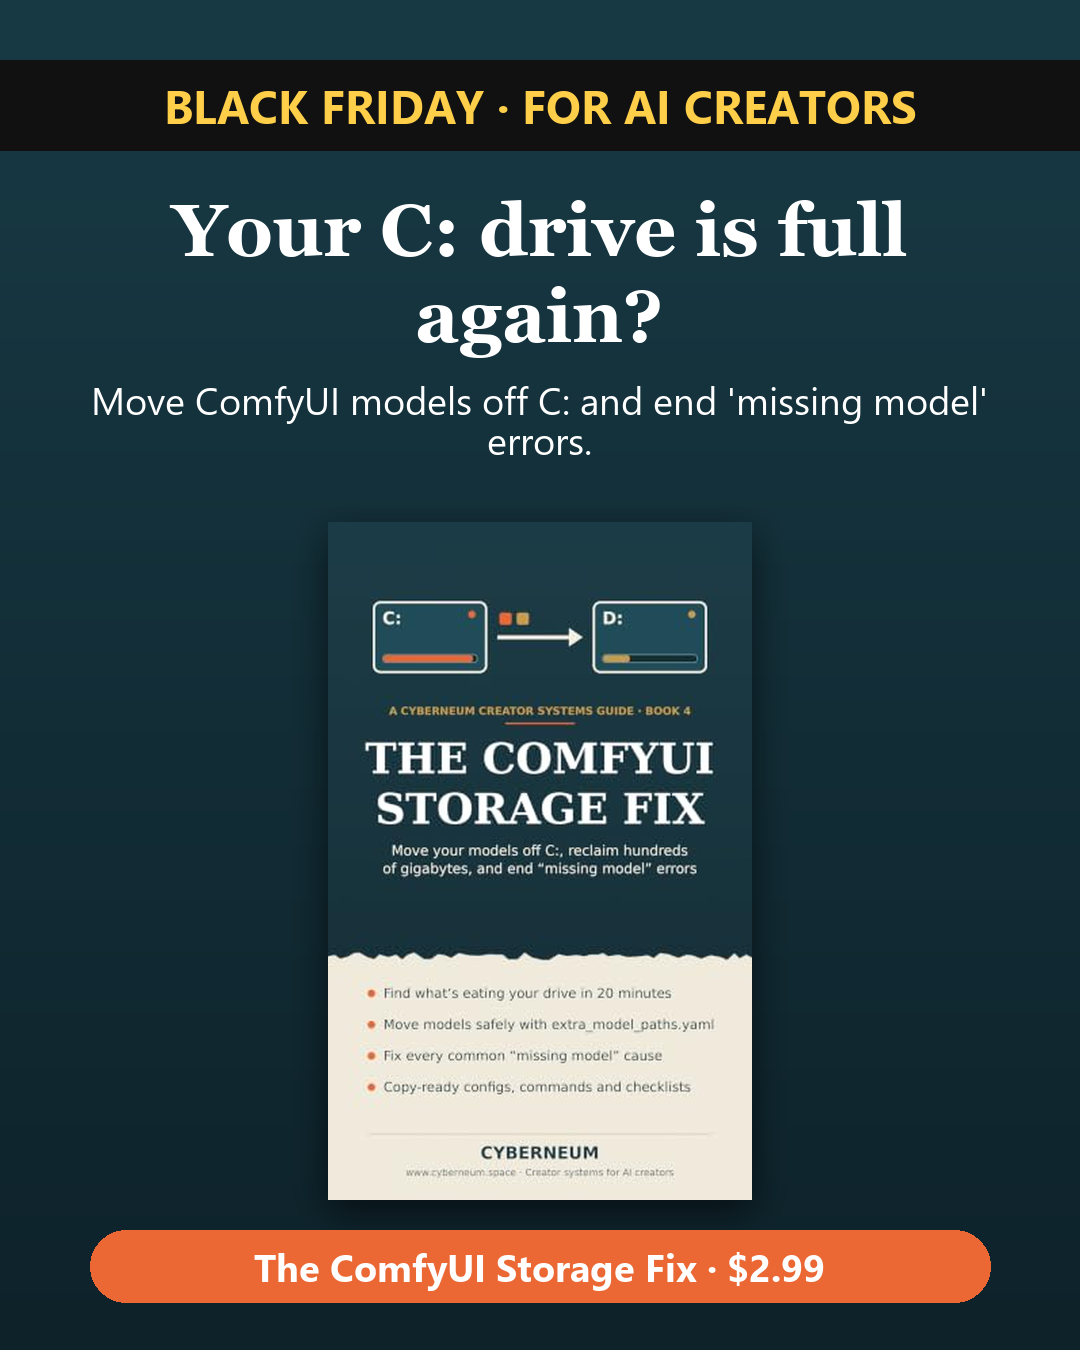 BLACK FRIDAY · FOR AI CREATORS
Your C: drive is full
again?
Move ComfyUI models off C: and end 'missing model'
errors.
C:
D:
A CYBERNEUM CREATOR SYSTEMS GUIDE · BOOK 4
THE COMFYUI
STORAGE FIX
Move your models off C:, reclaim hundreds
of gigabytes, and end “missing model” errors
Find what’s eating your drive in 20 minutes
Move models safely with extra_model_paths.yaml
Fix every common “missing model” cause
Copy-ready configs, commands and checklists
CYBERNEUM
www.cyberneum.space · Creator systems for AI creators
The ComfyUI Storage Fix · $2.99